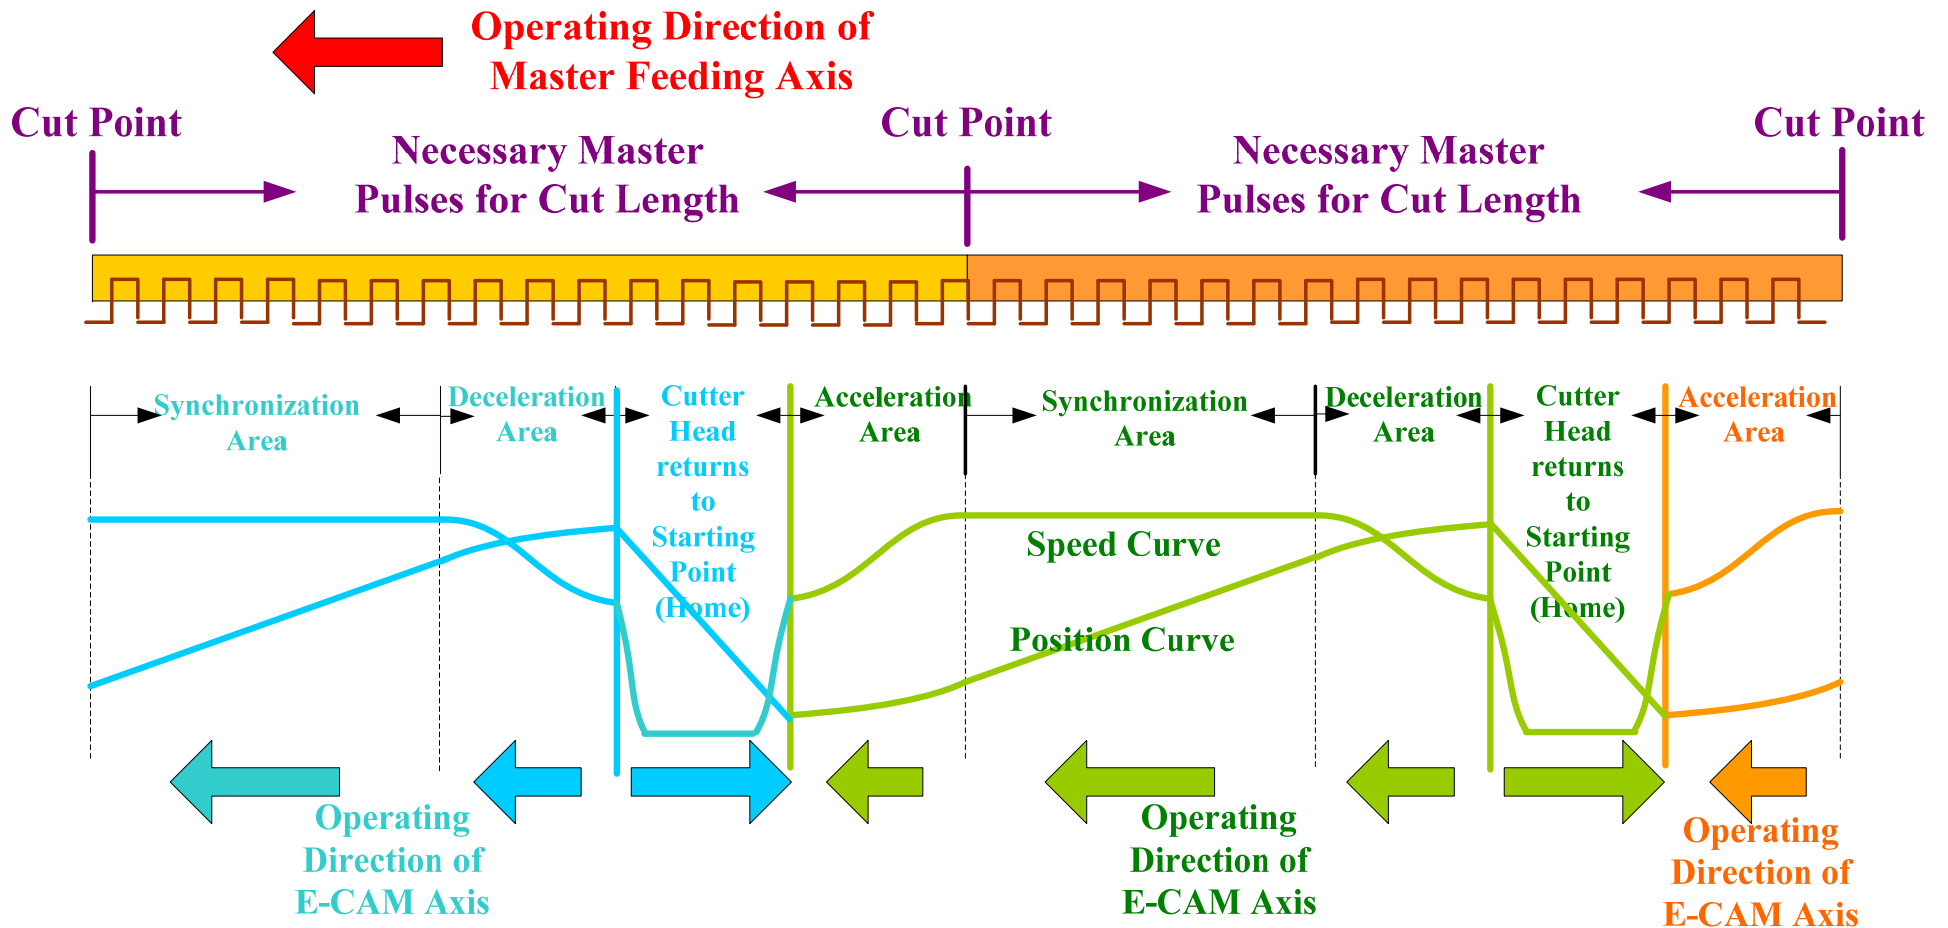 Operating Direction of
Master Feeding Axis
Cut Point
Cut Point
Cut Point
Necessary Master
Pulses for Cut Length
Necessary Master
Pulses for Cut Length
Synchronization
Area
Deceleration
Area
Cutter
Head
returns
to
Starting
Point
(Home)
Acceleration
Area
Synchronization
Area
Deceleration
Area
Cutter
Head
returns
to
Starting
Point
(Home)
Acceleration
Area
Speed Curve
Position Curve
Operating
Direction of
E-CAM Axis
Operating
Direction of
E-CAM Axis
Operating
Direction of
E-CAM Axis